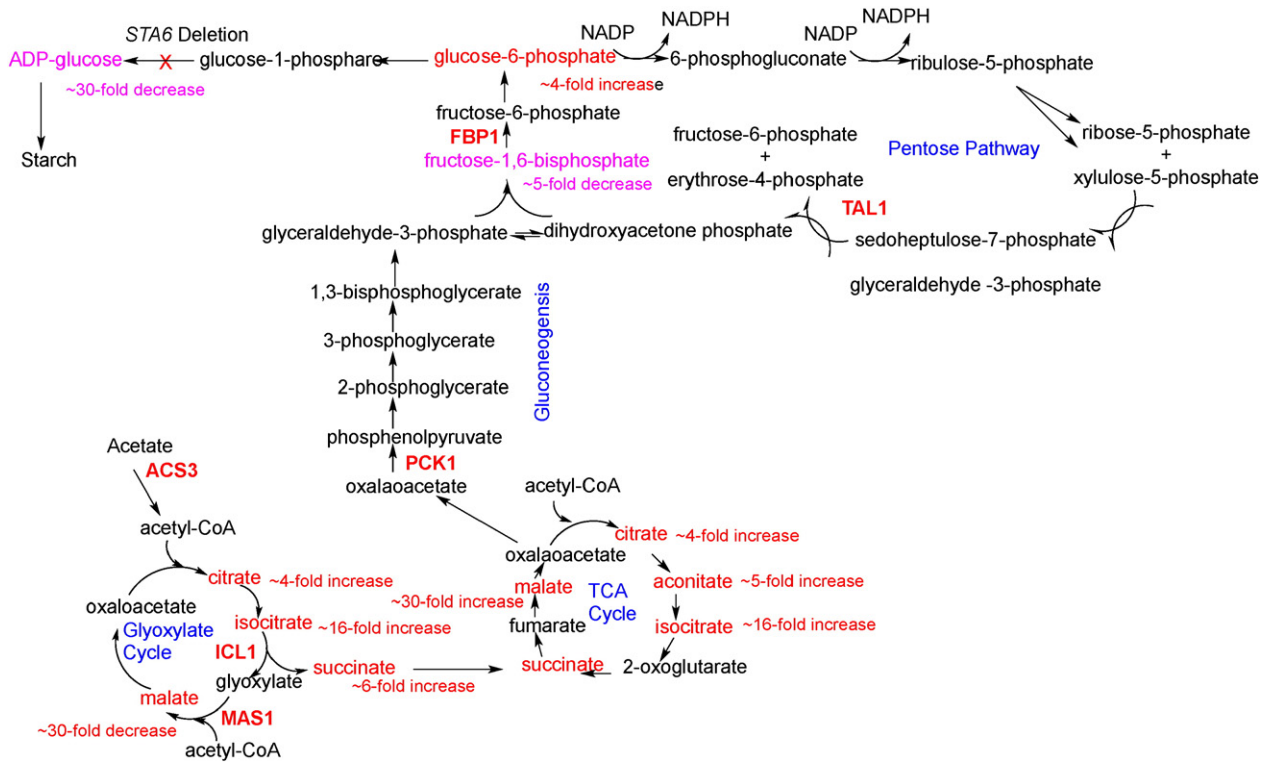 STA6 Deletion
ADP-glucose
glucose-1-phosphare
glucose-6-phosphate
NADP
NADPH
6-phosphogluconate
NADP
NADPH
ribulose-5-phosphate
~30-fold decrease
~4-fold increase
fructose-6-phosphate
FBP1
fructose-1,6-bisphosphate
~5-fold decrease
Starch
fructose-6-phosphate
+
erythrose-4-phosphate
Pentose Pathway
ribose-5-phosphate
+
xylulose-5-phosphate
TAL1
glyceraldehyde-3-phosphate
dihydroxyacetone phosphate
sedoheptulose-7-phosphate
glyceraldehyde -3-phosphate
1,3-bisphosphoglycerate
3-phosphoglycerate
2-phosphoglycerate
phosphenolpyruvate
Gluconeogensis
PCK1
oxalaoacetate
Acetate
ACS3
acetyl-CoA
citrate ~4-fold increase
oxaloacetate
Glyoxylate
Cycle
isocitrate
~16-fold increase
ICL1
glyoxylate
succinate
~6-fold increase
malate
~30-fold decrease
MAS1
acetyl-CoA
acetyl-CoA
citrate ~4-fold increase
oxalaoacetate
aconitate ~5-fold increase
malate
~30-fold increase
TCA
Cycle
fumarate
isocitrate ~16-fold increase
succinate
2-oxoglutarate